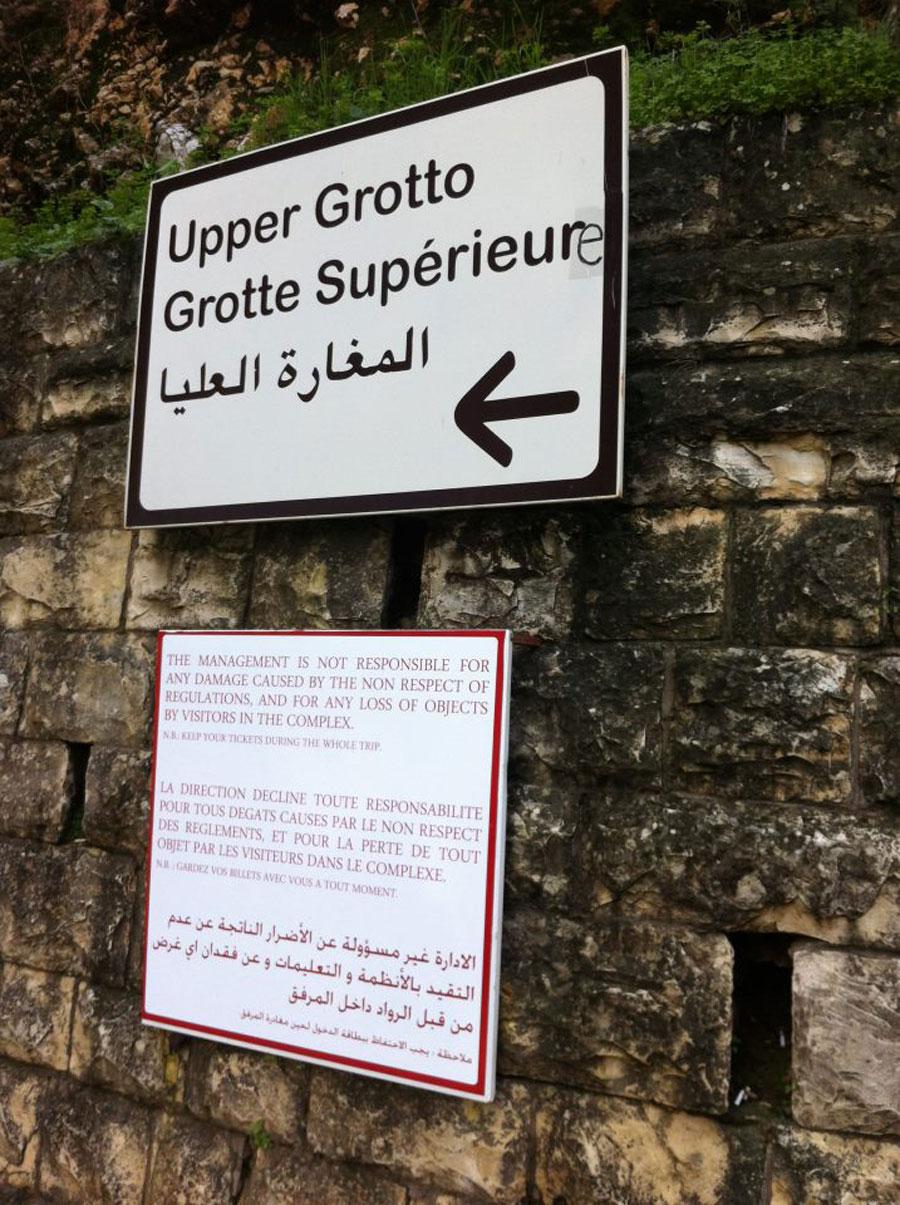 Upper Grotto
Grotte Supérieure
المغارة العليا
THE MANAGEMENT IS NOT RESPONSIBLE FOR
ANY DAMAGE CAUSED BY THE NON RESPECT OF
REGULATIONS, AND FOR ANY LOSS OF OBJECTS
BY VISITORS IN THE COMPLEX.
N.B.: KEEP YOUR TICKETS DURING THE WHOLE TRIP.
LA DIRECTION DECLINE TOUTE RESPONSABILITE
POUR TOUS DEGATS CAUSES PAR LE NON RESPECT
DES REGLEMENTS, ET POUR LA PERTE DE TOUT
OBJET PAR LES VISITEURS DANS LE COMPLEXE.
N.B. : GARDEZ VOS BILLETS AVEC VOUS A TOUT MOMENT.
الادارة غير مسؤولة عن الأضرار الناتجة عن عدم
التقيد بالأنظمة و التعليمات و عن فقدان اي غرض
من قبل الرواد داخل المرفق
ملاحظة : يجب الاحتفاظ ببطاقة الدخول لحين مغادرة المرفق